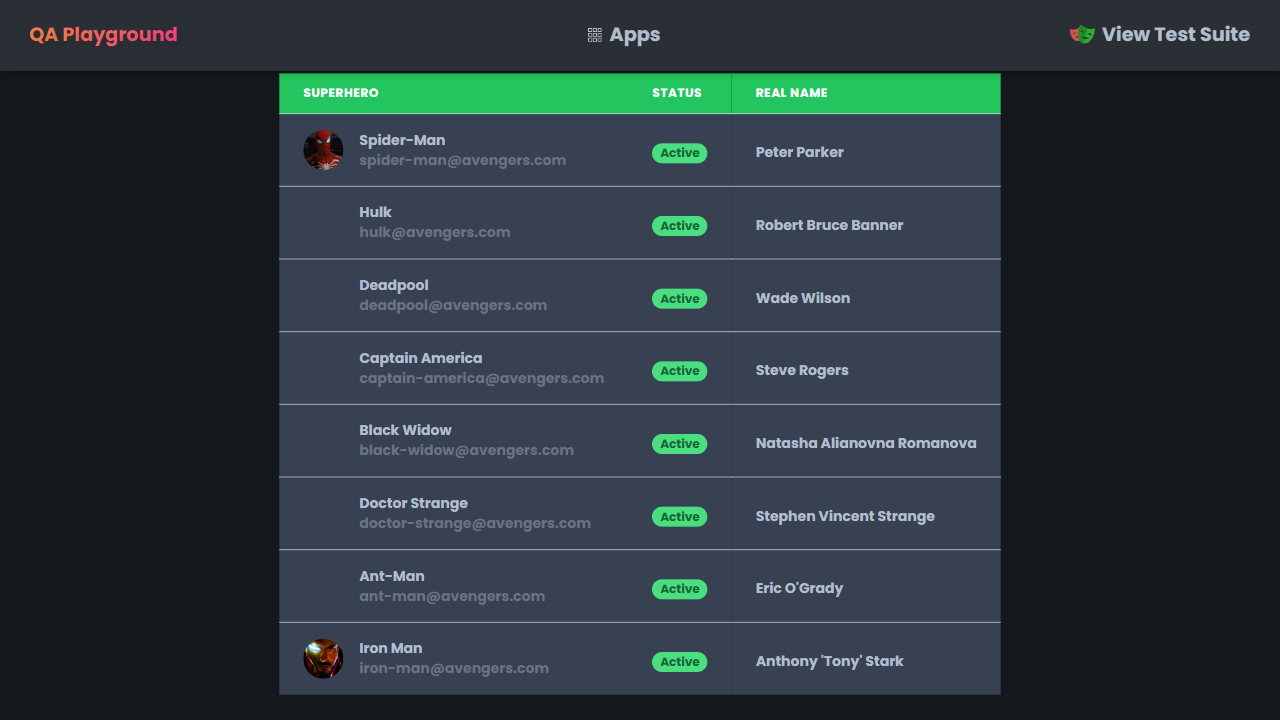 QA Playground
Apps
View Test Suite
SUPERHERO STATUS REAL NAME
Spider-Man
spider-man@avengers.com
Active
Peter Parker
Hulk
hulk@avengers.com
Active
Robert Bruce Banner
Deadpool
deadpool@avengers.com
Active
Wade Wilson
Captain America
captain-america@avengers.com
Active
Steve Rogers
Black Widow
black-widow@avengers.com
Active
Natasha Alianovna Romanova
Doctor Strange
doctor-strange@avengers.com
Active
Stephen Vincent Strange
Ant-Man
ant-man@avengers.com
Active
Eric O'Grady
Iron Man
iron-man@avengers.com
Active
Anthony 'Tony' Stark